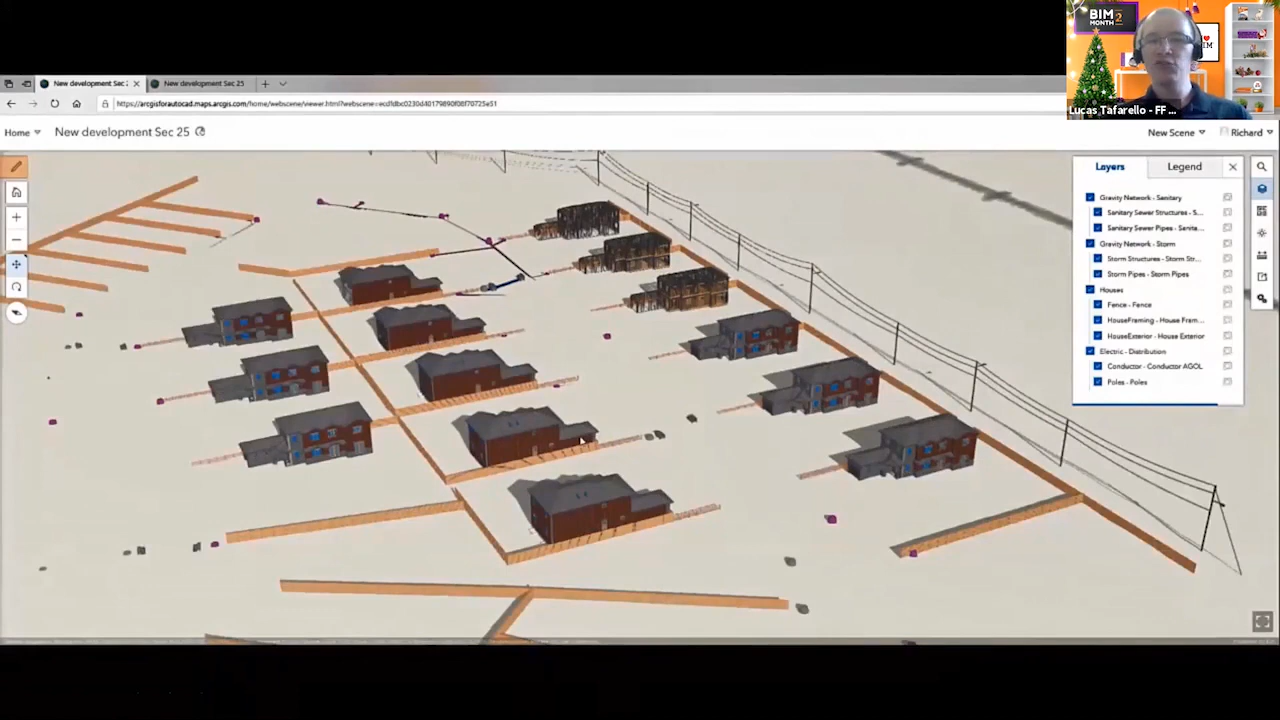 BIM
MONTH 2
IM
Lucas Tafarello - FF ...
New development Sec 2
New development Sec 25
Home
New development Sec 25
New Scene
Richard
Layers
Legend
Gravity Network - Sanitary
Sanitary Sewer Structures - S...
Sanitary Sewer Pipes - Sanita...
Gravity Network - Storm
Storm Structures - Storm Str...
Storm Pipes - Storm Pipes
Houses
Fence - Fence
HouseFraming - House Fram...
HouseExterior - House Exterior
Electric - Distribution
Conductor - Conductor AGOL
Poles - Poles